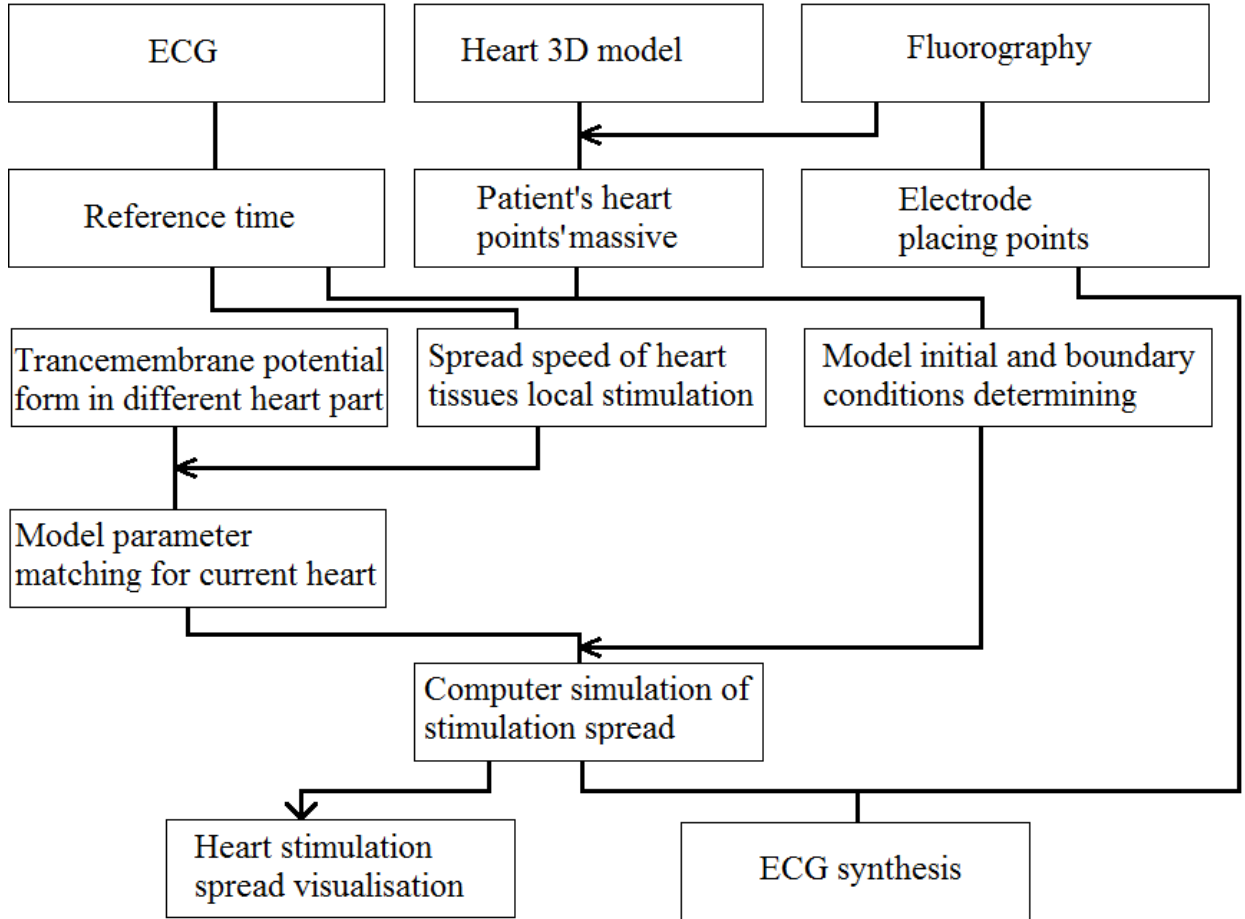 ECG
Heart 3D model
Fluorography
Reference time
Patient's heart
points'massive
Electrode
placing points
Trancemembrane potential
form in different heart part
Spread speed of heart
tissues local stimulation
Model initial and boundary
conditions determining
Model parameter
matching for current heart
Computer simulation of
stimulation spread
Heart stimulation
spread visualisation
ECG synthesis